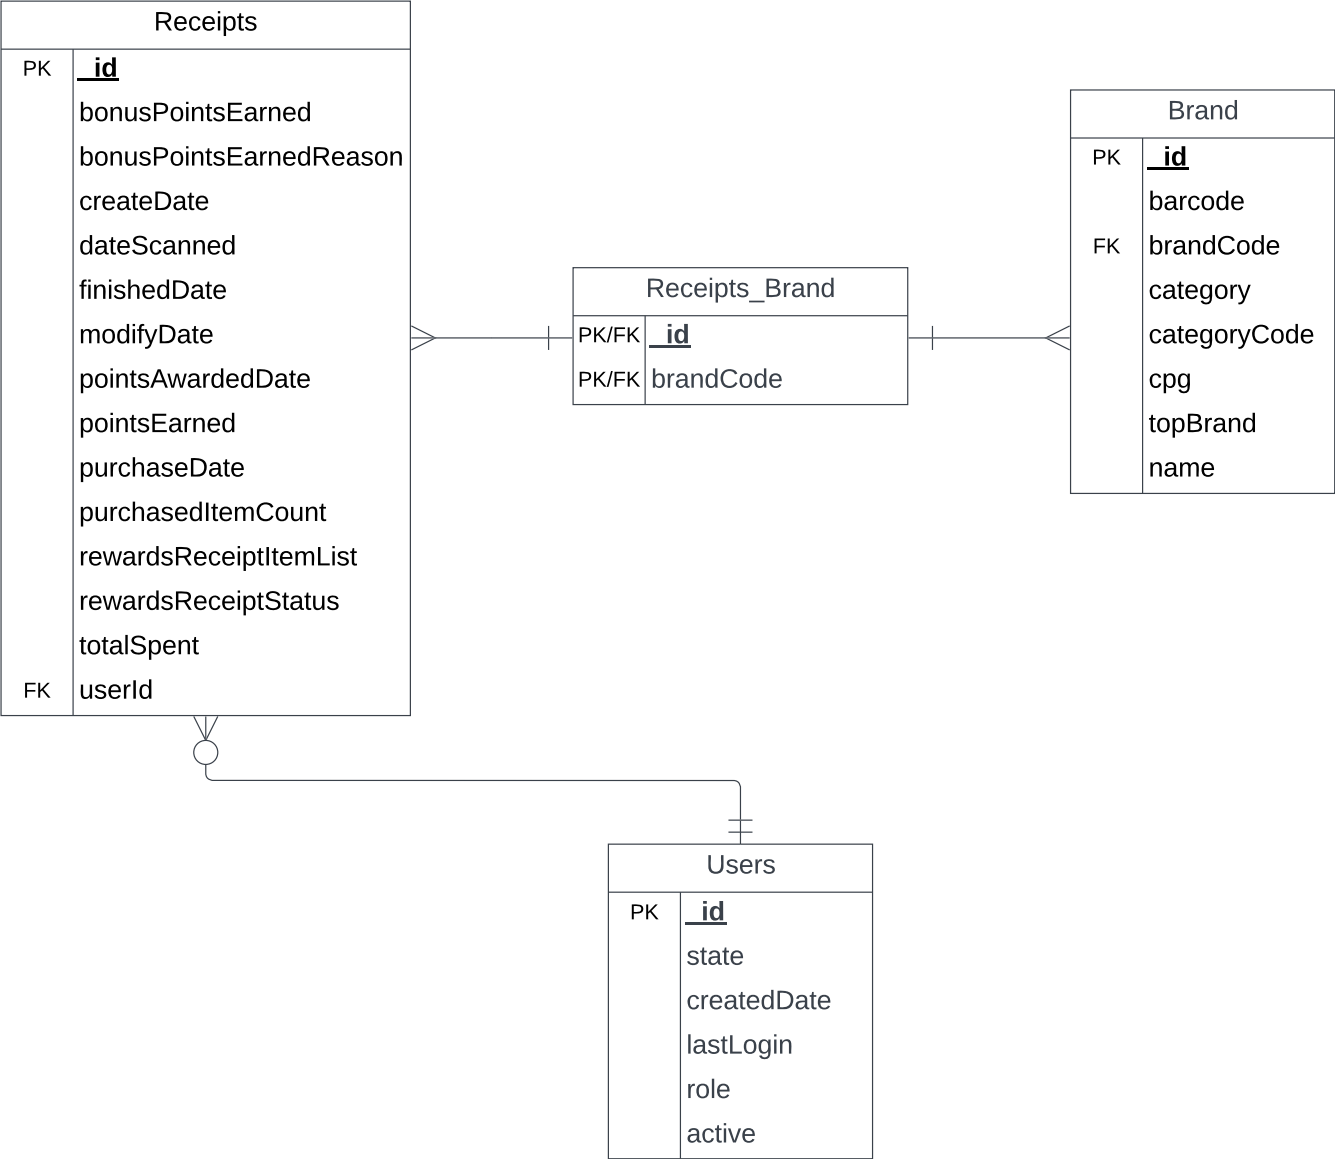 Receipts
PK _id
bonusPointsEarned
bonusPointsEarnedReason
createDate
dateScanned
finishedDate
modifyDate
pointsAwardedDate
pointsEarned
purchaseDate
purchasedItemCount
rewardsReceiptItemList
rewardsReceiptStatus
totalSpent
FK userId
Receipts_Brand
PK/FK _id
PK/FK brandCode
Brand
PK _id
barcode
FK brandCode
category
categoryCode
cpg
topBrand
name
Users
PK _id
state
createdDate
lastLogin
role
active